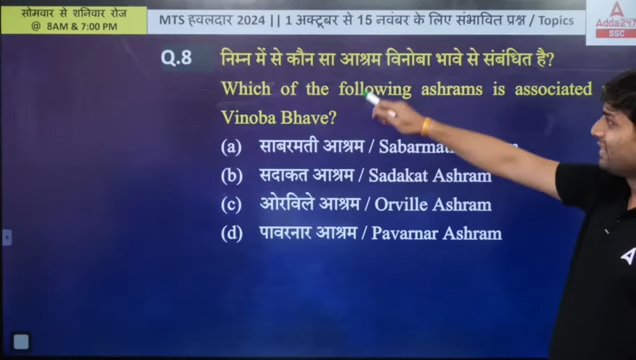 सोमवार से शनिवार रोज
@ 8AM & 7:00 PM
MTS हवलदार 2024 || 1 अक्टूबर से 15 नवंबर के लिए संभावित प्रश्न / Topics
Adda247
SSC
Q.8 निम्न में से कौन सा आश्रम विनोबा भावे से संबंधित है?
Which of the following ashrams is associated
Vinoba Bhave?
(a) साबरमती आश्रम /
(b) सदाकत आश्रम / Sadakat Ashram
(c) ओरविले आश्रम / Orville Ashram
(d) पावरनार आश्रम / Pavarnar Ashram